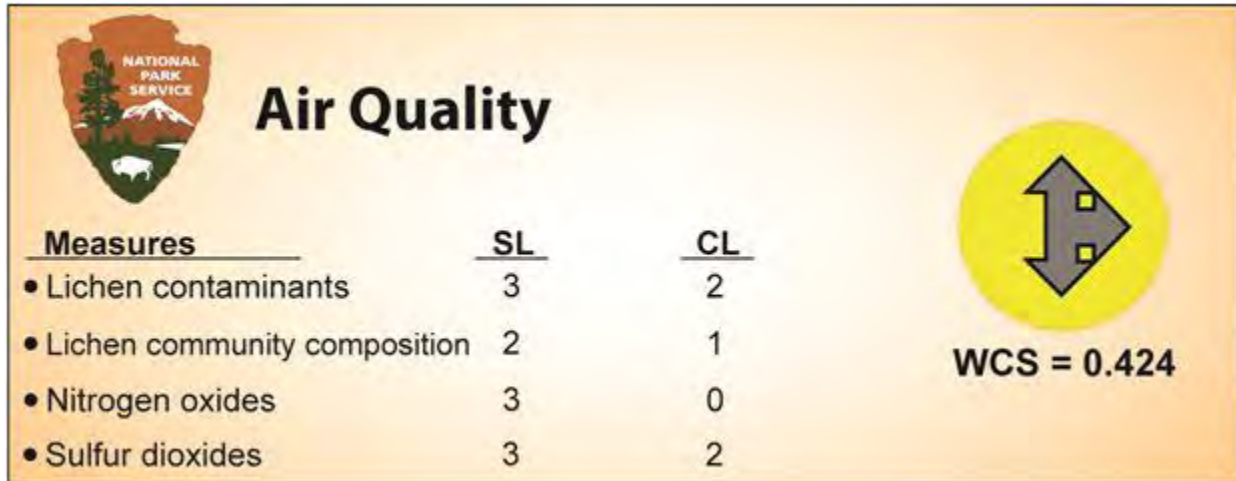 NATIONAL
PARK
SERVICE
Air Quality
Measures SL CL
• Lichen contaminants 3 2
• Lichen community composition 2 1
• Nitrogen oxides 3 0
• Sulfur dioxides 3 2
WCS = 0.424